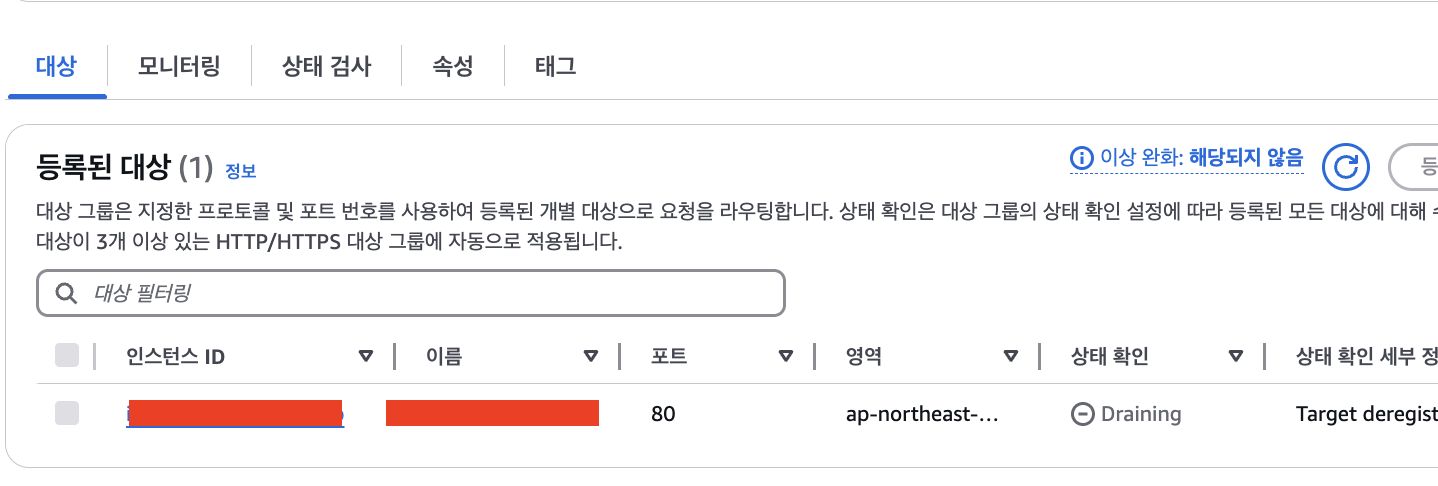 대상 모니터링 상태 검사 속성 태그
등록된 대상 (1) 정보 이상 완화: 해당되지 않음
대상 그룹은 지정한 프로토콜 및 포트 번호를 사용하여 등록된 개별 대상으로 요청을 라우팅합니다. 상태 확인은 대상 그룹의 상태 확인 설정에 따라 등록된 모든 대상에 대해
대상이 3개 이상 있는 HTTP/HTTPS 대상 그룹에 자동으로 적용됩니다.
대상 필터링
인스턴스 ID 이름 포트 영역 상태 확인 상태 확인 세부 정
80 ap-northeast-… Draining Target deregist